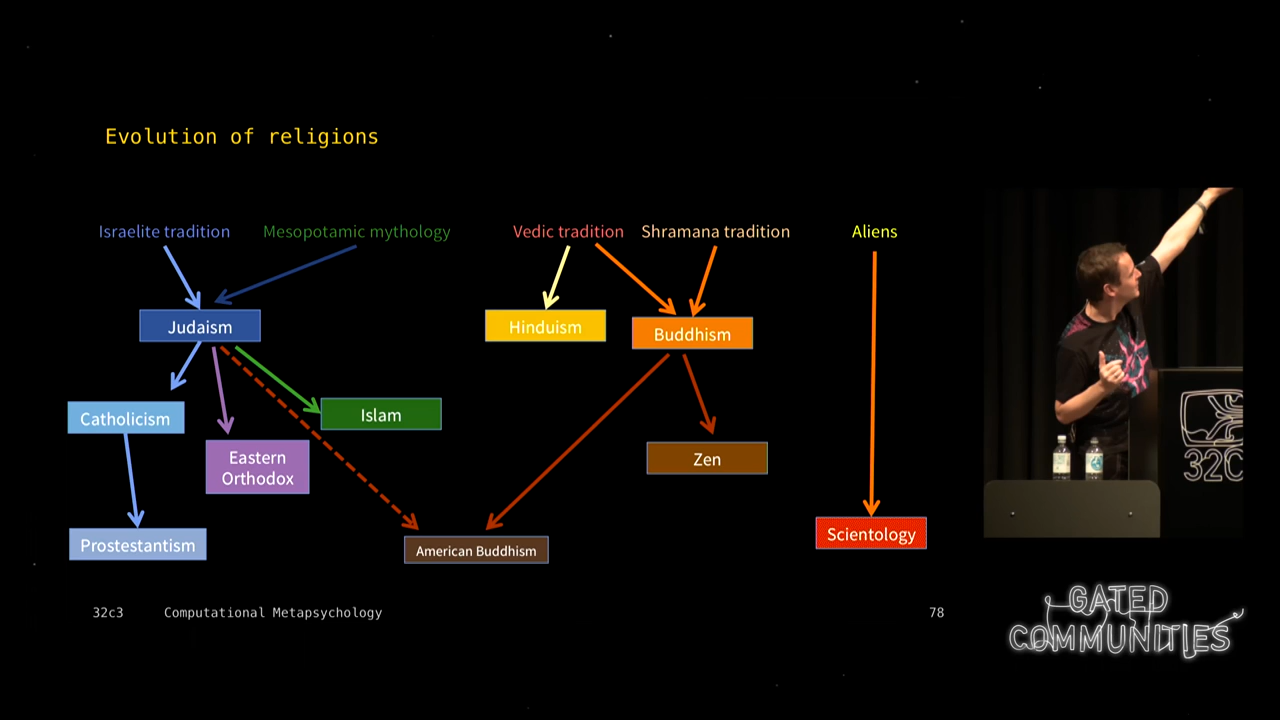 Evolution of religions
Israelite tradition
Mesopotamic mythology
Vedic tradition
Shramana tradition
Aliens
Judaism
Hinduism
Buddhism
Catholicism
Islam
Eastern
Orthodox
Zen
Prostestantism
American Buddhism
Scientology
32c3
Computational Metapsychology
78
32C
GATED
COMMUNITIES